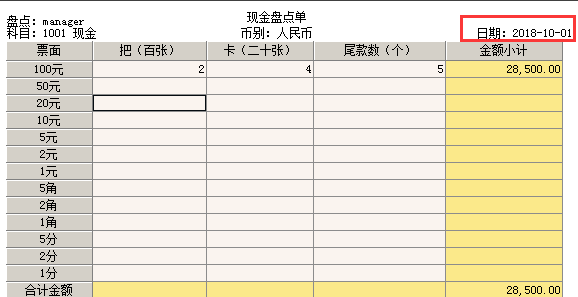 现金盘点单
盘点: manager
科目: 1001 现金 币别: 人民币 日期: 2018-10-01
票面 把（百张） 卡（二十张） 尾款数（个） 金额小计
100元 2 4 5 28,500.00
50元
20元
10元
5元
2元
1元
5角
2角
1角
5分
2分
1分
合计金额 28,500.00